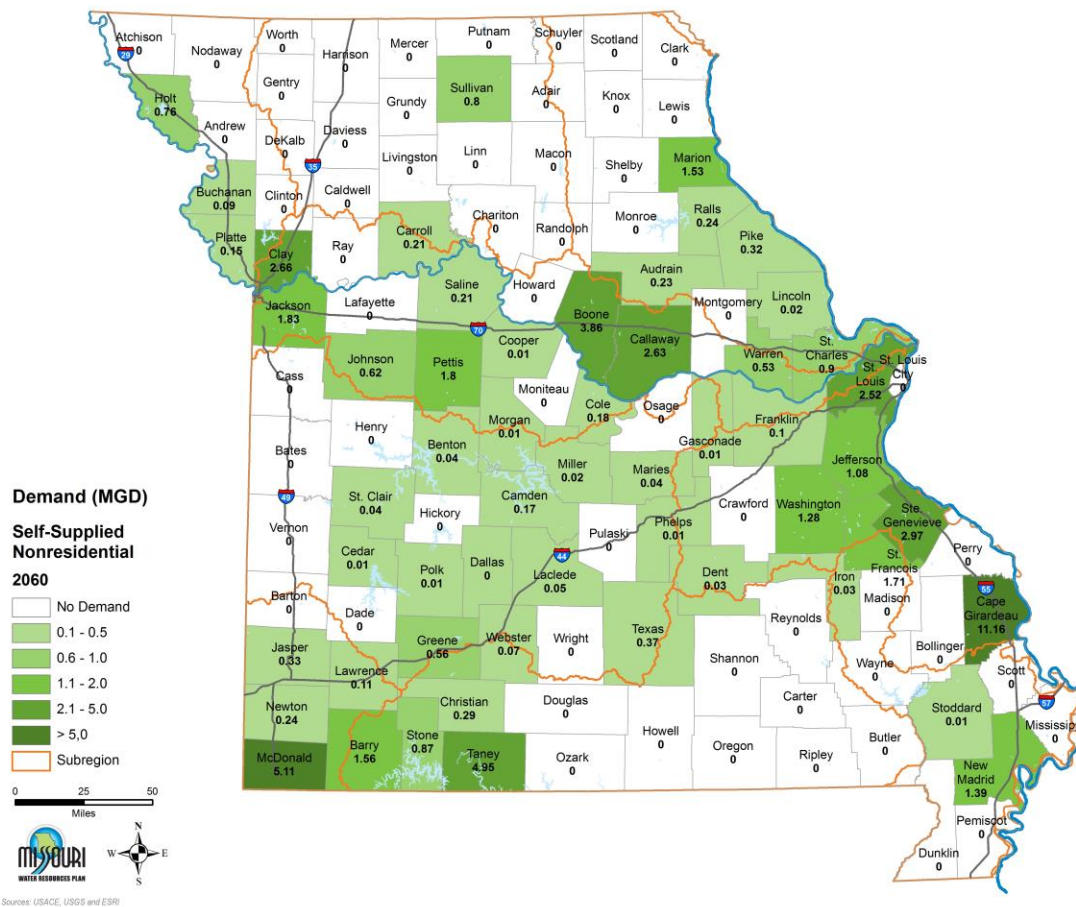 Atchison
0
Nodaway
0
Worth
0
Harrison
0
Mercer
0
Putnam
0
Schuyler
0
Scotland
0
Clark
0
29
Holt
0.76
Gentry
0
Grundy
0
Sullivan
0.8
Adair
0
Knox
0
Lewis
0
Andrew
0
DeKalb
0
Daviess
0
Livingston
0
Linn
0
Macon
0
Shelby
0
Marion
1.53
35
Buchanan
0.09
Clinton
0
Caldwell
0
Chariton
0
Randolph
0
Monroe
0
Ralls
0.24
Pike
0.32
Platte
0.15
Clay
2.66
Ray
0
Carroll
0.21
Saline
0.21
Howard
0
Audrain
0.23
Montgomery
0
Lincoln
0.02
Jackson
1.83
Lafayette
0
70
Boone
3.86
Callaway
2.63
Warren
0.53
St.
Charles
0.9
St.
Louis
2.52
St. Louis
City
0
Johnson
0.62
Pettis
1.8
Cooper
0.01
Moniteau
0
Cole
0.18
Osage
0
Franklin
0.1
Cass
0
Henry
0
Morgan
0.01
Gasconade
0.01
Bates
0
Benton
0.04
Miller
0.02
Maries
0.04
Jefferson
1.08
49
St. Clair
0.04
Camden
0.17
Crawford
0
Washington
1.28
Ste.
Genevieve
2.97
Vernon
0
Hickory
0
Pulaski
0
Phelps
0.01
Perry
0
Cedar
0.01
Polk
0.01
Dallas
0
44
Laclede
0.05
Dent
0.03
Iron
0.03
St.
Francois
1.71
Madison
0
55
Cape
Girardeau
11.16
Barton
0
Dade
0
Reynolds
0
Jasper
0.33
Lawrence
0.11
Greene
0.56
Webster
0.07
Wright
0
Texas
0.37
Shannon
0
Wayne
0
Bollinger
0
Scott
0
57
Newton
0.24
Christian
0.29
Douglas
0
Carter
0
Stoddard
0.01
Mississippi
0
McDonald
5.11
Barry
1.56
Stone
0.87
Taney
4.95
Ozark
0
Howell
0
Oregon
0
Ripley
0
Butler
0
New
Madrid
1.39
Pemiscot
0
Dunklin
0
Demand (MGD)
Self-Supplied
Nonresidential
2060
No Demand
0.1 - 0.5
0.6 - 1.0
1.1 - 2.0
2.1 - 5.0
> 5,0
Subregion
0 25 50
Miles
MISSOURI
WATER RESOURCES PLAN
N
W E
S
Sources: USACE, USGS and ESRI